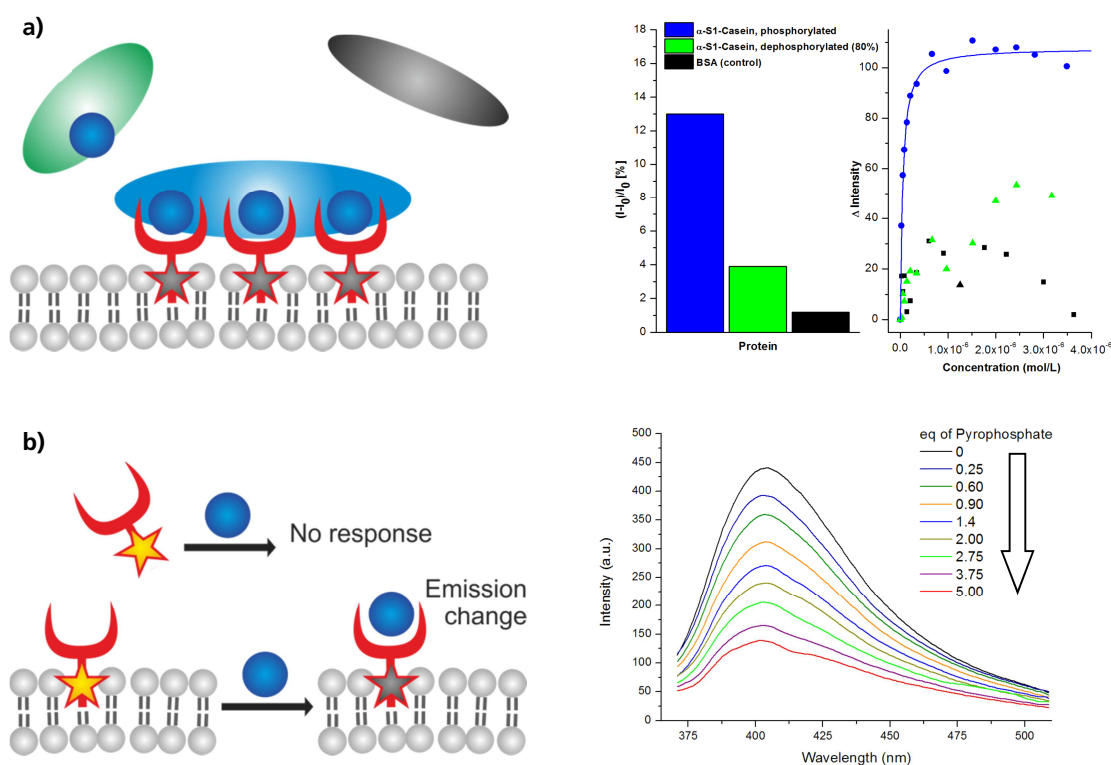 a)
α-S1-Casein, phosphorylated
α-S1-Casein, dephosphorylated (80%)
BSA (control)
(I-I₀)/I₀ [%]
18
16
14
12
10
8
6
4
2
0
Protein
Δ Intensity
100
80
60
40
20
0
0.0
1.0x10⁻⁶
2.0x10⁻⁶
3.0x10⁻⁶
4.0x10⁻⁶
Concentration (mol/L)
b)
No response
Emission
change
Intensity (a.u.)
500
450
400
350
300
250
200
150
100
50
0
375
400
425
450
475
500
Wavelength (nm)
eq of Pyrophosphate
0
0.25
0.60
0.90
1.4
2.00
2.75
3.75
5.00